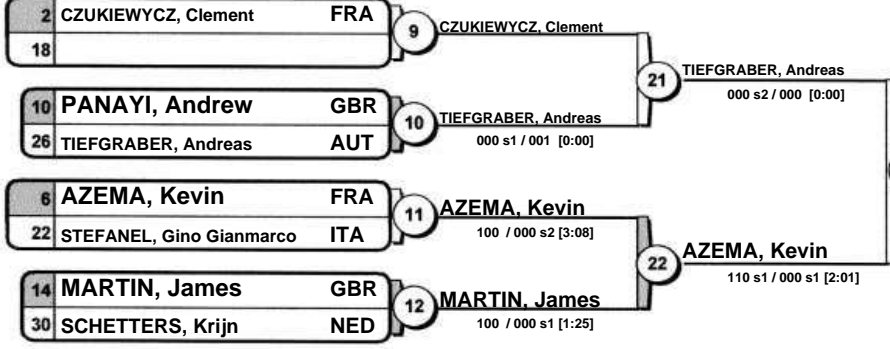 2 CZUKIEWYCZ, Clement FRA
18
9
CZUKIEWYCZ, Clement
10 PANAYI, Andrew GBR
26 TIEFGRABER, Andreas AUT
10
TIEFGRABER, Andreas
000 s1 / 001 [0:00]
21
TIEFGRABER, Andreas
000 s2 / 000 [0:00]
6 AZEMA, Kevin FRA
22 STEFANEL, Gino Gianmarco ITA
11
AZEMA, Kevin
100 / 000 s2 [3:08]
14 MARTIN, James GBR
30 SCHETTERS, Krijn NED
12
MARTIN, James
100 / 000 s1 [1:25]
22
AZEMA, Kevin
110 s1 / 000 s1 [2:01]